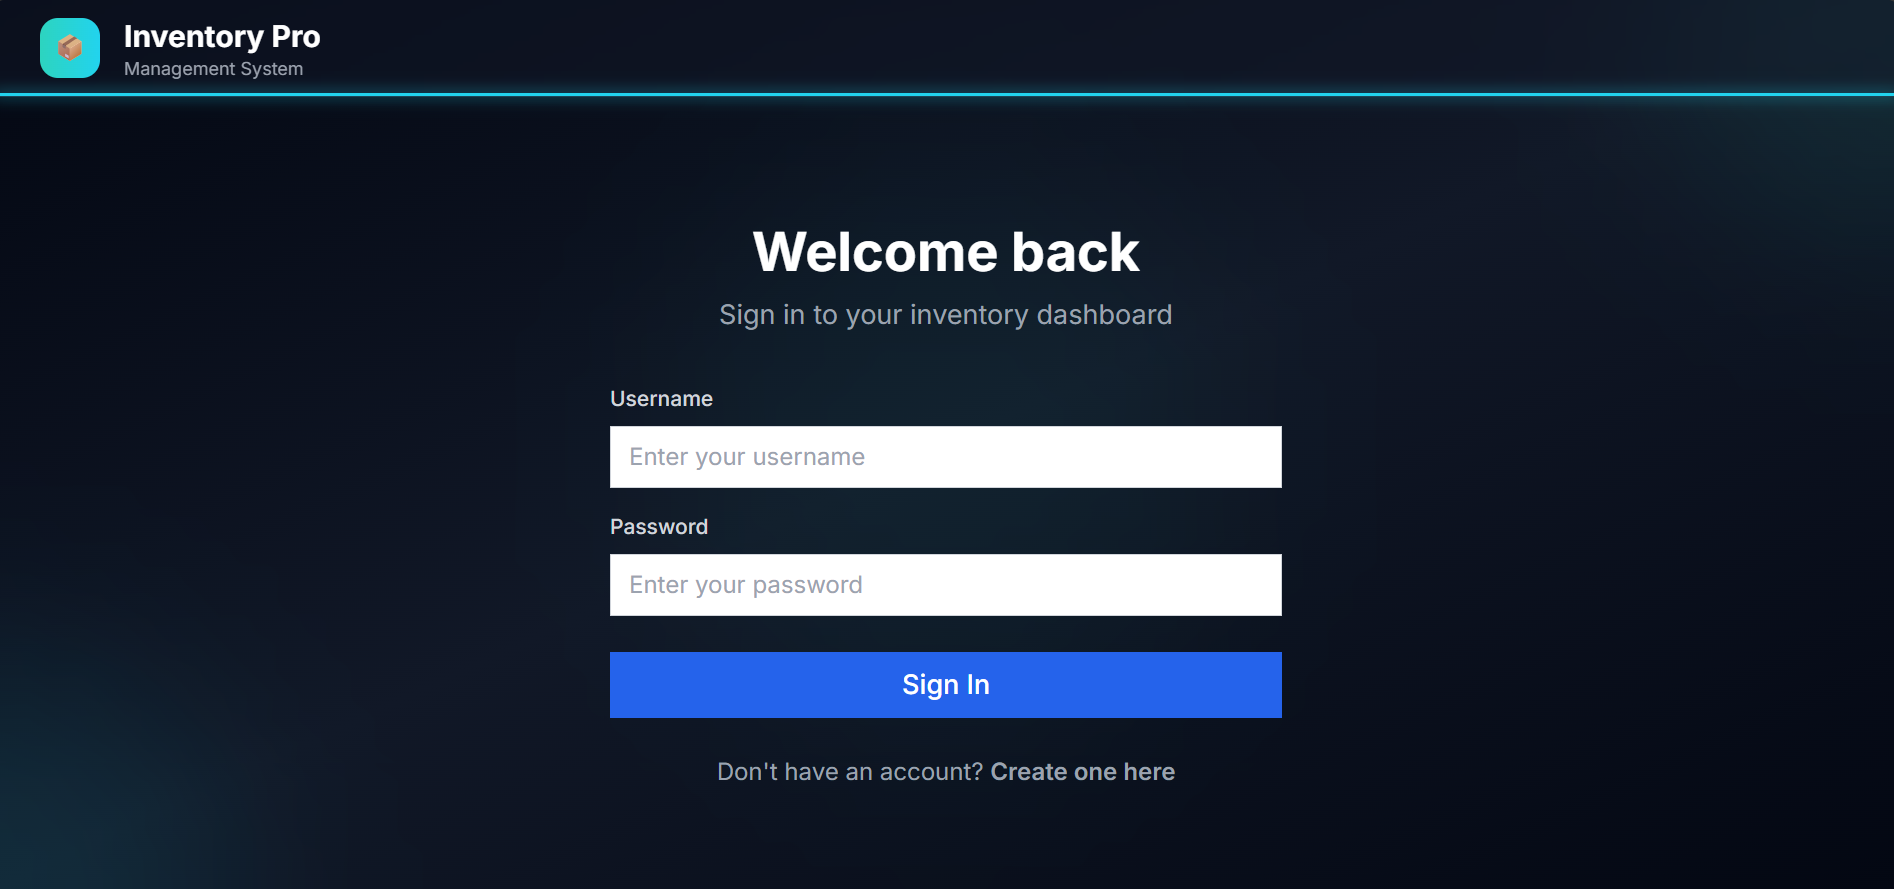 Inventory Pro
Management System
Welcome back
Sign in to your inventory dashboard
Username
Enter your username
Password
Enter your password
Sign In
Don't have an account? Create one here